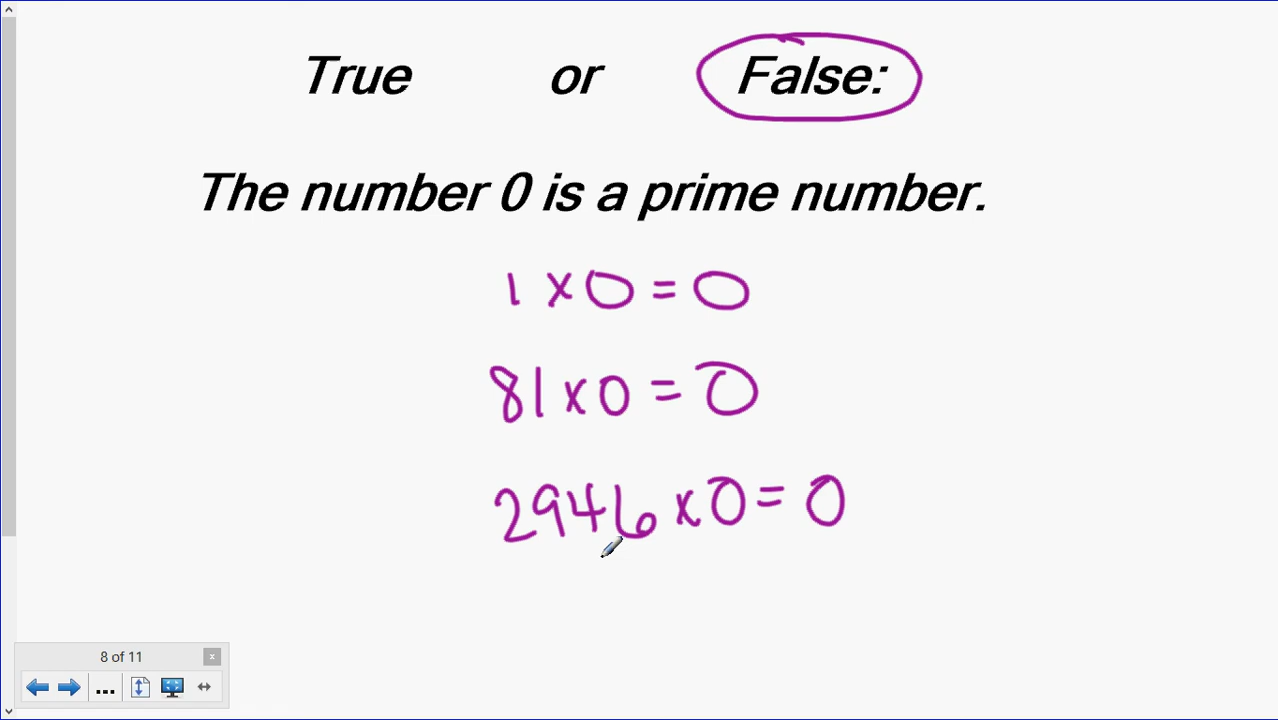 True or False:
The number 0 is a prime number.
1 x 0 = 0
81 x 0 = 0
2946 x 0 = 0
8 of 11